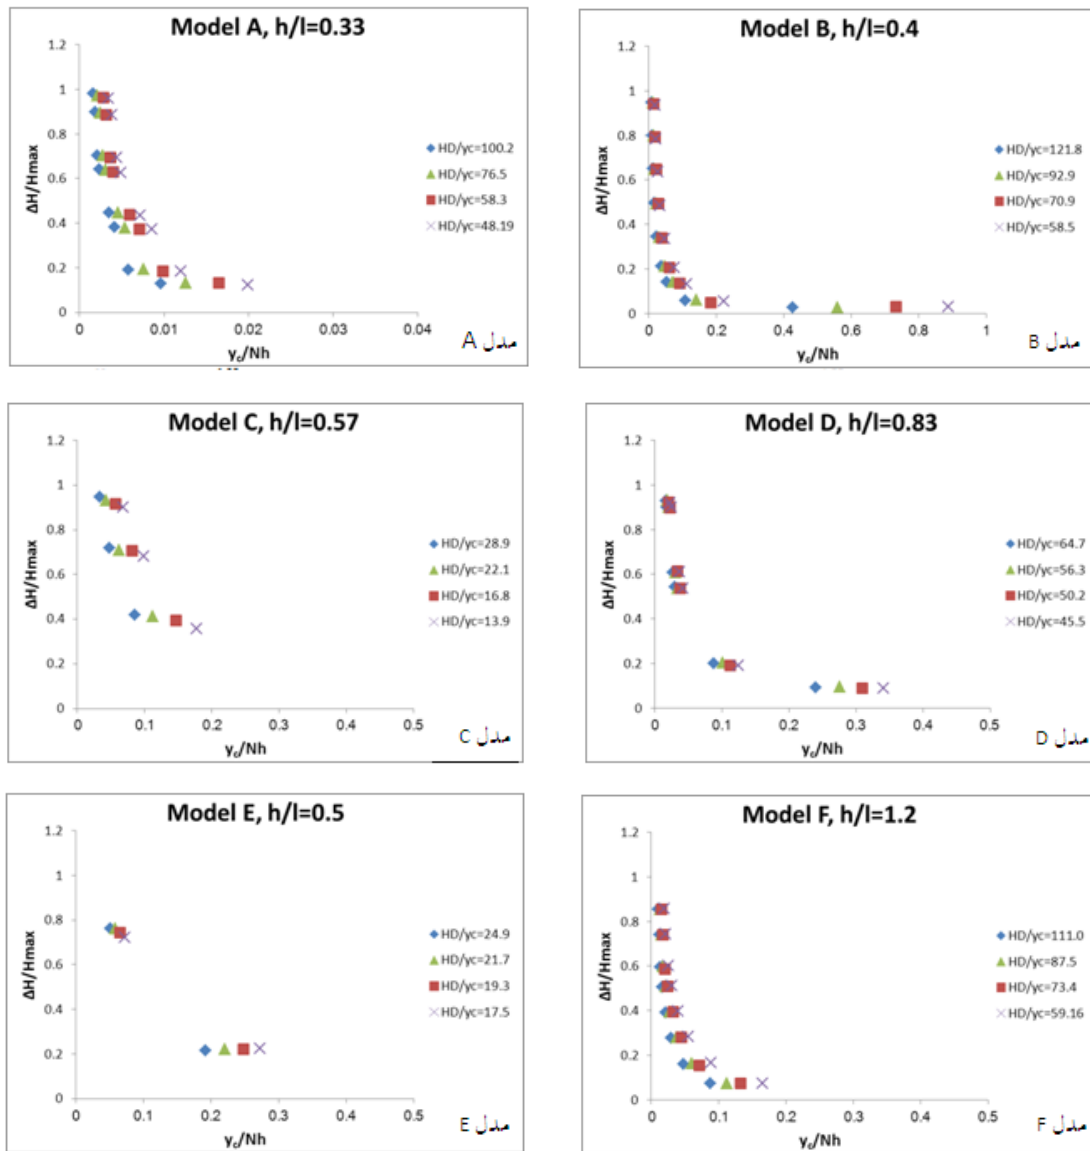 Model A, h/l=0.33
1.2
1
0.8
0.6
0.4
0.2
0
ΔH/Hmax
0
0.01
0.02
0.03
0.04
y_c/Nh
HD/yc=100.2
HD/yc=76.5
HD/yc=58.3
HD/yc=48.19
مدل A
Model B, h/l=0.4
1.2
1
0.8
0.6
0.4
0.2
0
ΔH/Hmax
0
0.2
0.4
0.6
0.8
1
y_c/Nh
HD/yc=121.8
HD/yc=92.9
HD/yc=70.9
HD/yc=58.5
مدل B
Model C, h/l=0.57
1.2
1
0.8
0.6
0.4
0.2
0
ΔH/Hmax
0
0.1
0.2
0.3
0.4
0.5
y_c/Nh
HD/yc=28.9
HD/yc=22.1
HD/yc=16.8
HD/yc=13.9
مدل C
Model D, h/l=0.83
1.2
1
0.8
0.6
0.4
0.2
0
ΔH/Hmax
0
0.1
0.2
0.3
0.4
0.5
y_c/Nh
HD/yc=64.7
HD/yc=56.3
HD/yc=50.2
HD/yc=45.5
مدل D
Model E, h/l=0.5
1.2
1
0.8
0.6
0.4
0.2
0
ΔH/Hmax
0
0.1
0.2
0.3
0.4
0.5
y_c/Nh
HD/yc=24.9
HD/yc=21.7
HD/yc=19.3
HD/yc=17.5
مدل E
Model F, h/l=1.2
1.2
1
0.8
0.6
0.4
0.2
0
ΔH/Hmax
0
0.1
0.2
0.3
0.4
0.5
y_c/Nh
HD/yc=111.0
HD/yc=87.5
HD/yc=73.4
HD/yc=59.16
مدل F